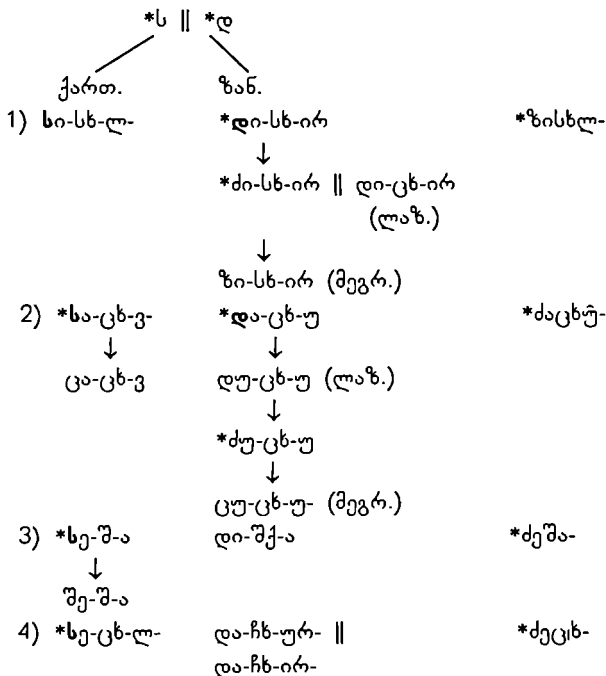 *ს || *დ
ქართ. ზან.
1) სი-სხ-ლ- *დი-სხ-ირ *ზისხლ-
↓
*ძი-სხ-ირ || დი-ცხ-ირ
(ლაზ.)
↓
ზი-სხ-ირ (მეგრ.)
2) *სა-ცხ-ვ- *და-ცხ-უ *ძაცხუ̂-
↓ ↓
ცა-ცხ-ვ დუ-ცხ-უ (ლაზ.)
↓
*ძუ-ცხ-უ
↓
ცუ-ცხ-უ- (მეგრ.)
3) *სე-შ-ა დი-შქ-ა *ძეშა-
↓
შე-შ-ა
4) *სე-ცხ-ლ- და-ჩხ-ურ- || *ძეცხ-
და-ჩხ-ირ-